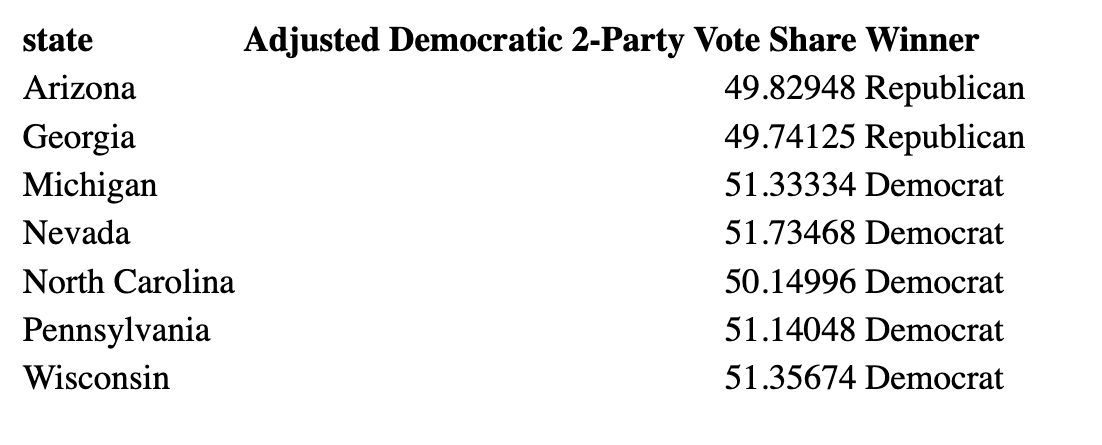 state Adjusted Democratic 2-Party Vote Share Winner
Arizona 49.82948 Republican
Georgia 49.74125 Republican
Michigan 51.33334 Democrat
Nevada 51.73468 Democrat
North Carolina 50.14996 Democrat
Pennsylvania 51.14048 Democrat
Wisconsin 51.35674 Democrat